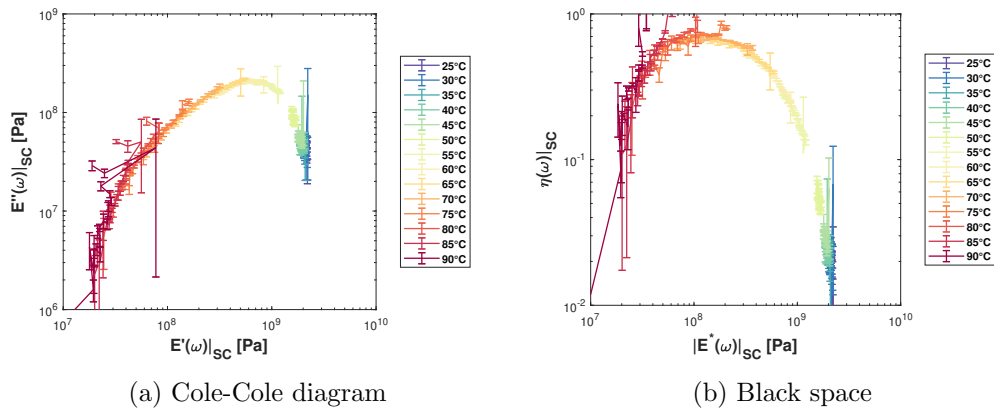 10^9
10^8
10^7
10^6
10^7
10^8
10^9
10^10
E''(ω)|SC [Pa]
E'(ω)|SC [Pa]
25°C
30°C
35°C
40°C
45°C
50°C
55°C
60°C
65°C
70°C
75°C
80°C
85°C
90°C
(a) Cole-Cole diagram
10^0
10^-1
10^-2
10^7
10^8
10^9
10^10
η(ω)|SC
|E*(ω)|SC [Pa]
25°C
30°C
35°C
40°C
45°C
50°C
55°C
60°C
65°C
70°C
75°C
80°C
85°C
90°C
(b) Black space